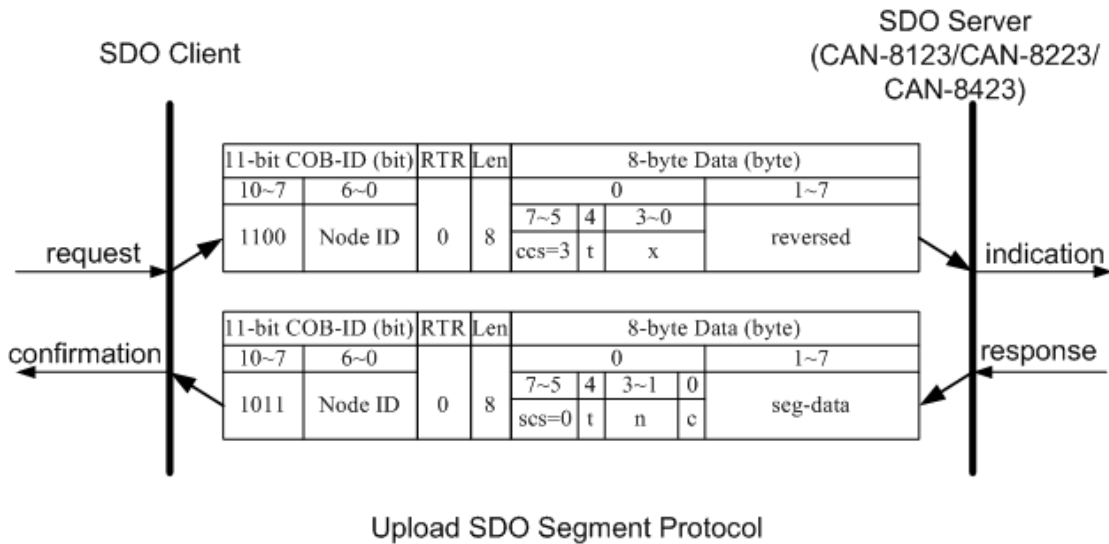 SDO Client
SDO Server
(CAN-8123/CAN-8223/
CAN-8423)
11-bit COB-ID (bit) RTR Len 8-byte Data (byte)
10~7 6~0 0 1~7
7~5 4 3~0
1100 Node ID 0 8 reversed
ccs=3 t x
request
indication
11-bit COB-ID (bit) RTR Len 8-byte Data (byte)
10~7 6~0 0 1~7
confirmation
response
7~5 4 3~1 0
1011 Node ID 0 8 seg-data
scs=0 t n c
Upload SDO Segment Protocol